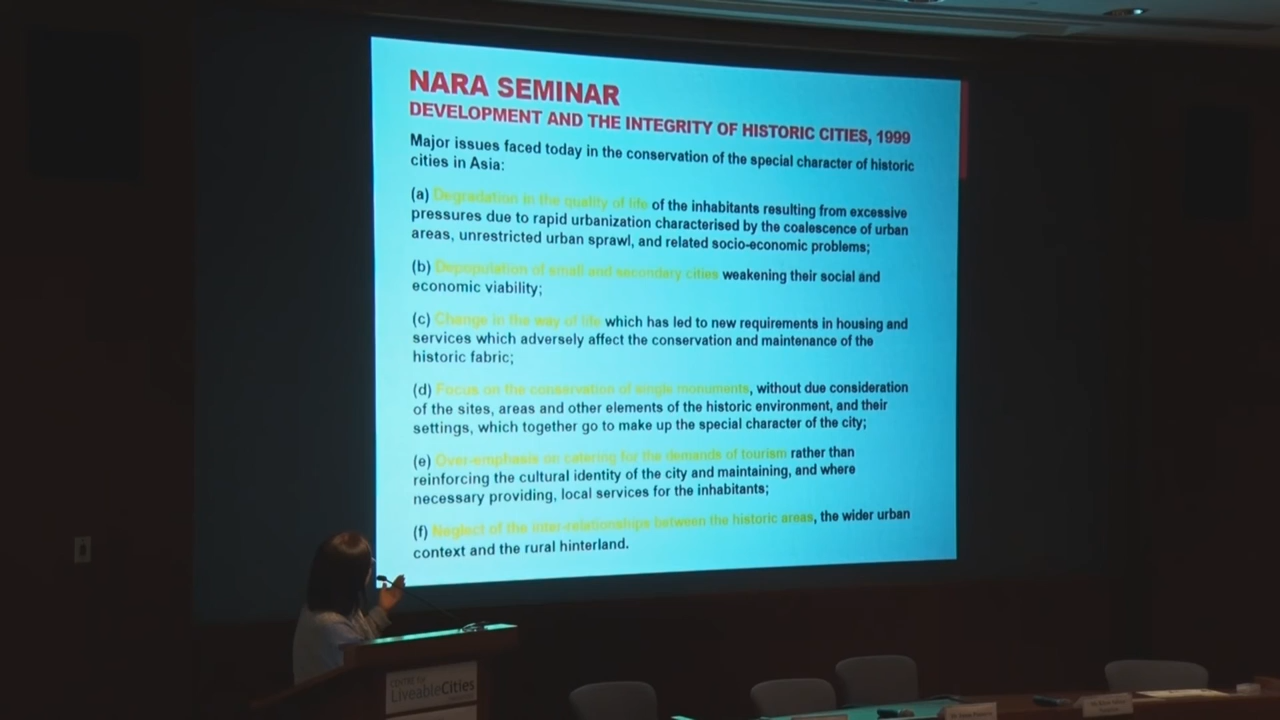 NARA SEMINAR
DEVELOPMENT AND THE INTEGRITY OF HISTORIC CITIES, 1999
Major issues faced today in the conservation of the special character of historic
cities in Asia:
(a) Degradation in the quality of life of the inhabitants resulting from excessive
pressures due to rapid urbanization characterised by the coalescence of urban
areas, unrestricted urban sprawl, and related socio-economic problems;
(b) Depopulation of small and secondary cities weakening their social and
economic viability;
(c) Change in the way of life which has led to new requirements in housing and
services which adversely affect the conservation and maintenance of the
historic fabric;
(d) Focus on the conservation of single monuments, without due consideration
of the sites, areas and other elements of the historic environment, and their
settings, which together go to make up the special character of the city;
(e) Over-emphasis on catering for the demands of tourism rather than
reinforcing the cultural identity of the city and maintaining, and where
necessary providing, local services for the inhabitants;
(f) Neglect of the inter-relationships between the historic areas, the wider urban
context and the rural hinterland.
CENTRE for
LiveableCities